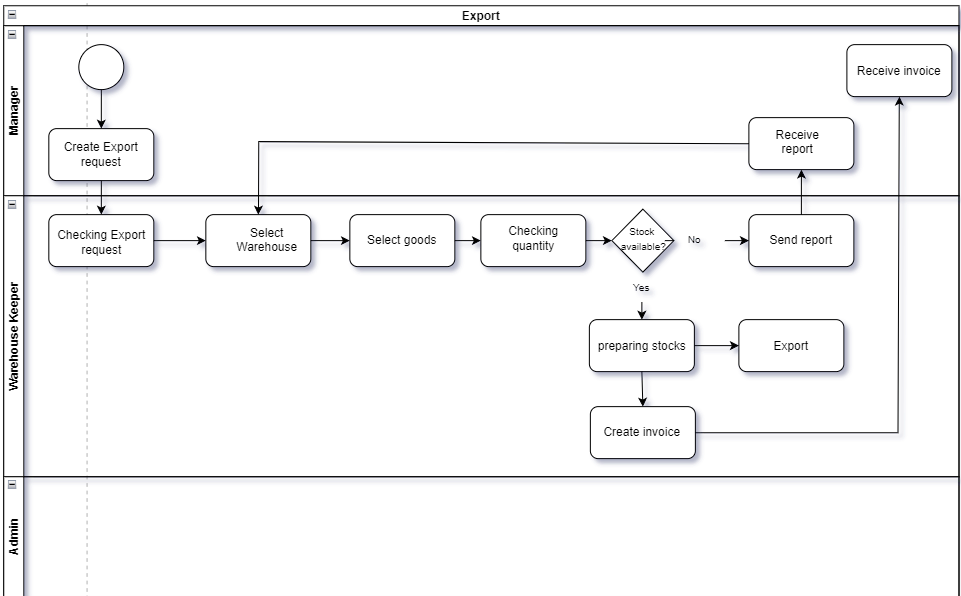 Export
Manager
Receive invoice
Create Export
request
Receive
report
Warehouse Keeper
Checking Export
request
Select
Warehouse
Select goods
Checking
quantity
Stock
available?
No
Send report
Yes
preparing stocks
Export
Create invoice
Admin